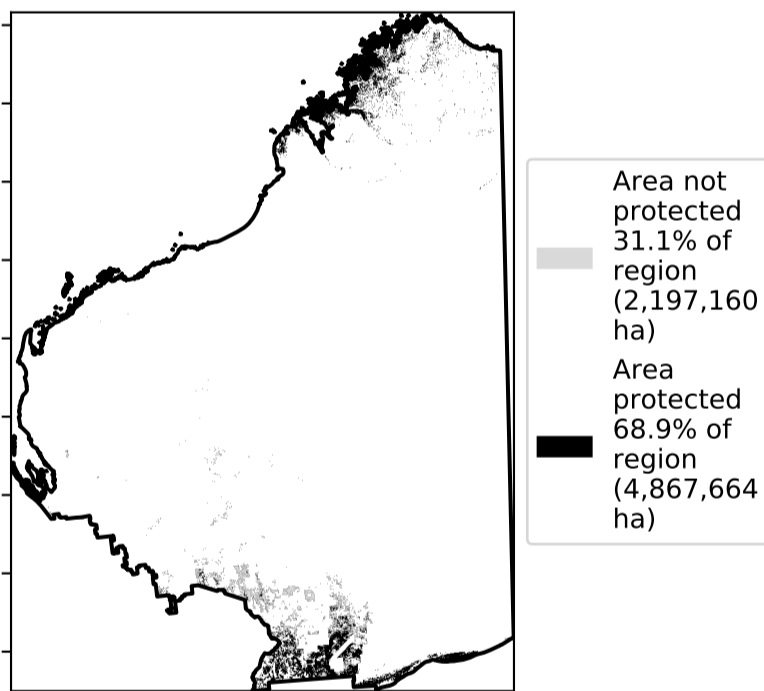 Area not
protected
31.1% of
region
(2,197,160
ha)
Area
protected
68.9% of
region
(4,867,664
ha)